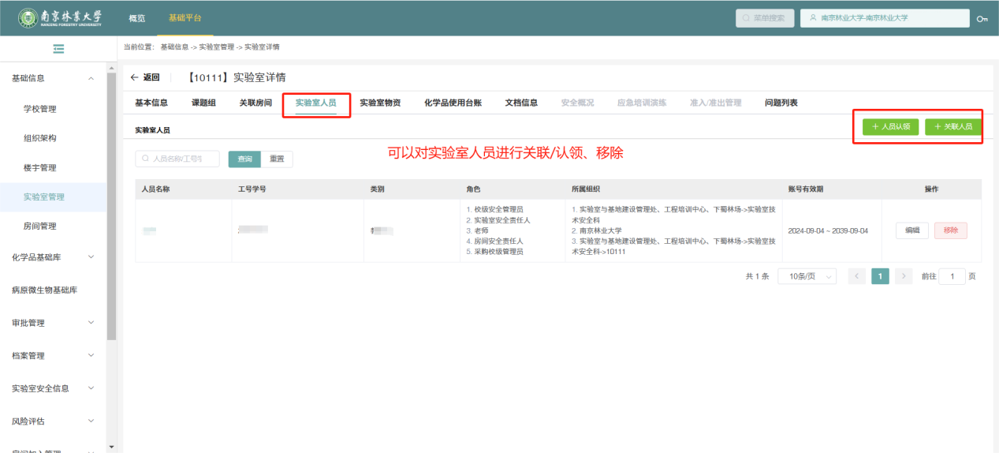 南京林業大學
NANJING FORESTRY UNIVERSITY
概览 基础平台 菜单搜索 南京林业大学-南京林业大学
当前位置： 基础信息 -> 实验室管理 -> 实验室详情
基础信息
学校管理
组织架构
楼宇管理
实验室管理
房间管理
化学品基础库
病原微生物基础库
审批管理
档案管理
实验室安全信息
风险评估
← 返回 【10111】实验室详情
基本信息 课题组 关联房间 实验室人员 实验室物资 化学品使用台账 文档信息 安全概况 应急培训演练 准入/准出管理 问题列表
实验室人员 + 人员认领 + 关联人员
可以对实验室人员进行关联/认领、移除
人员名称/工号 查询 重置
人员名称 工号学号 类别 角色 所属组织 账号有效期 操作
1. 校级安全管理员
2. 实验室安全责任人
3. 老师
4. 房间安全责任人
5. 采购校级管理员
1. 实验室与基地建设管理处、工程培训中心、下蜀林场->实验室技
术安全科
2. 南京林业大学
3. 实验室与基地建设管理处、工程培训中心、下蜀林场->实验室技
术安全科->10111
2024-09-04 ~ 2039-09-04
编辑 移除
共 1 条 10条/页 < 1 > 前往 1 页